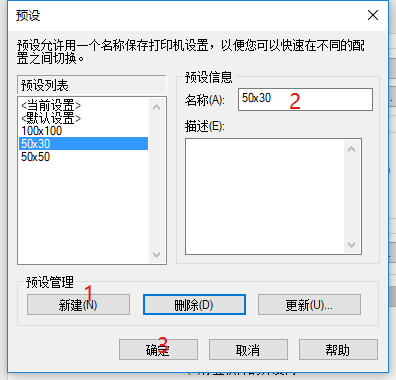 预设
预设允许用一个名称保存打印机设置，以便您可以快速在不同的配
置之间切换。
预设列表
<当前设置>
<默认设置>
100x100
50x30
50x50
预设信息
名称(A):
50x30
2
描述(E):
预设管理
1
新建(N)
删除(D)
更新(U)...
3
确定
取消
帮助